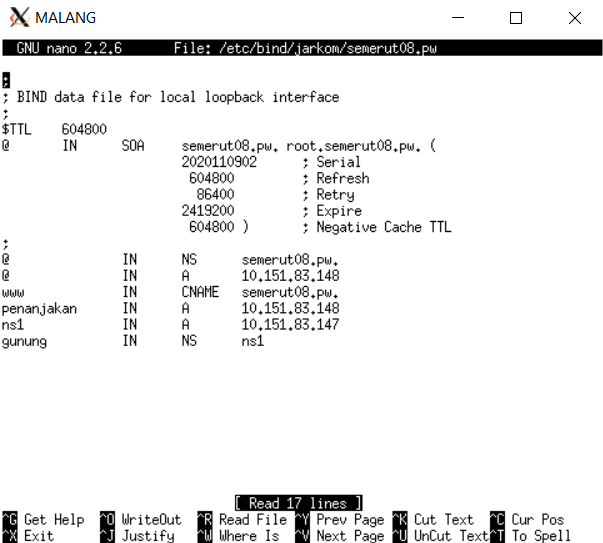 MALANG
GNU nano 2.2.6 File: /etc/bind/jarkom/semerut08.pw
;
; BIND data file for local loopback interface
;
$TTL 604800
@ IN SOA semerut08.pw. root.semerut08.pw. (
2020110902 ; Serial
604800 ; Refresh
86400 ; Retry
2419200 ; Expire
604800 ) ; Negative Cache TTL
;
@ IN NS semerut08.pw.
@ IN A 10.151.83.148
www IN CNAME semerut08.pw.
penanjakan IN A 10.151.83.148
ns1 IN A 10.151.83.147
gunung IN NS ns1
[ Read 17 lines ]
^G Get Help ^O WriteOut ^R Read File ^Y Prev Page ^K Cut Text ^C Cur Pos
^X Exit ^J Justify ^W Where Is ^V Next Page ^U UnCut Text ^T To Spell